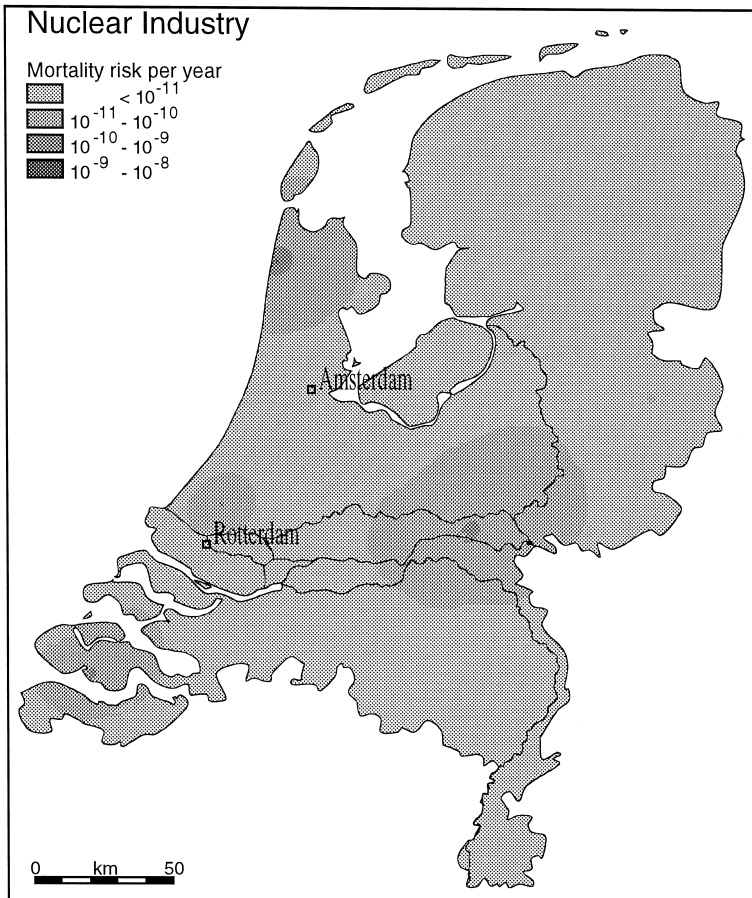 Nuclear Industry
Mortality risk per year
< 10⁻¹¹
10⁻¹¹ - 10⁻¹⁰
10⁻¹⁰ - 10⁻⁹
10⁻⁹ - 10⁻⁸
Amsterdam
Rotterdam
0 km 50